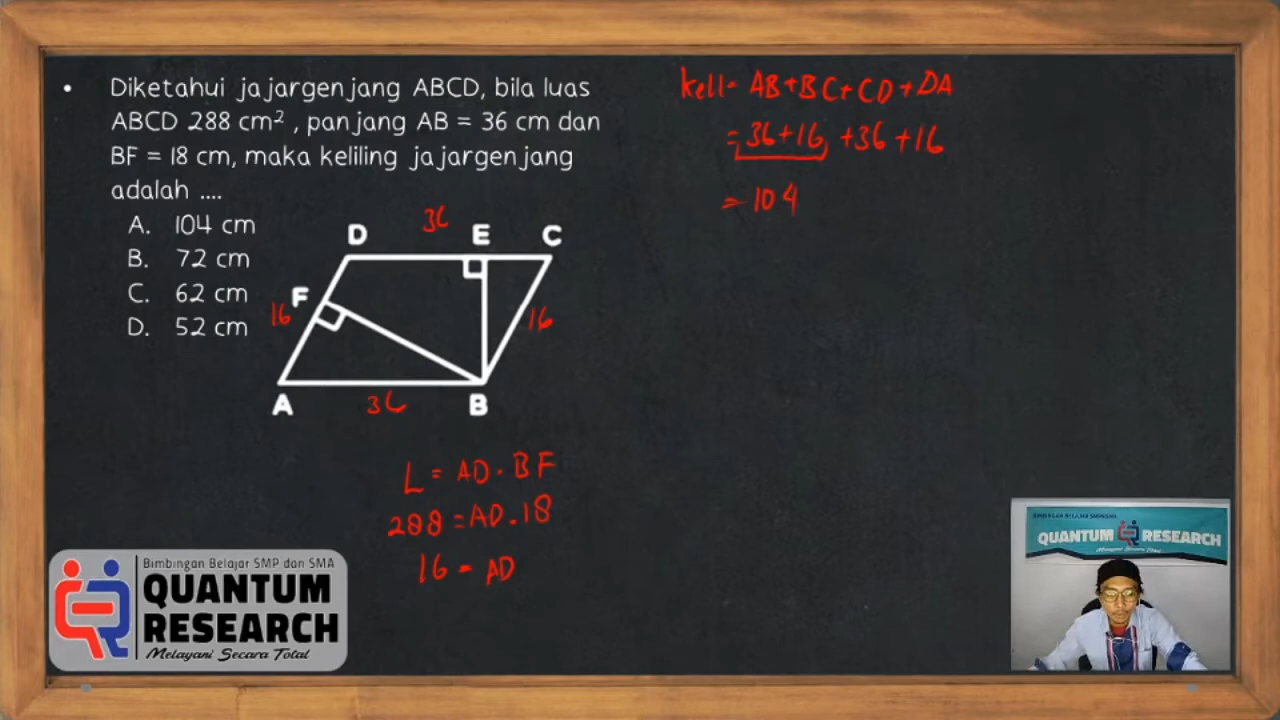 • Diketahui jajargenjang ABCD, bila luas
ABCD 288 cm², panjang AB = 36 cm dan
BF = 18 cm, maka keliling jajargenjang
adalah ....
A. 104 cm
B. 72 cm
C. 62 cm
D. 52 cm
36
D E C
F
16 16
A B
36
L = AD . BF
288 = AD . 18
16 = AD
kell = AB + BC + CD + DA
= 36 + 16 + 36 + 16
= 104
Bimbingan Belajar SMP dan SMA
QUANTUM
RESEARCH
Melayani Secara Total
QUANTUM RESEARCH
Melayani Secara Total